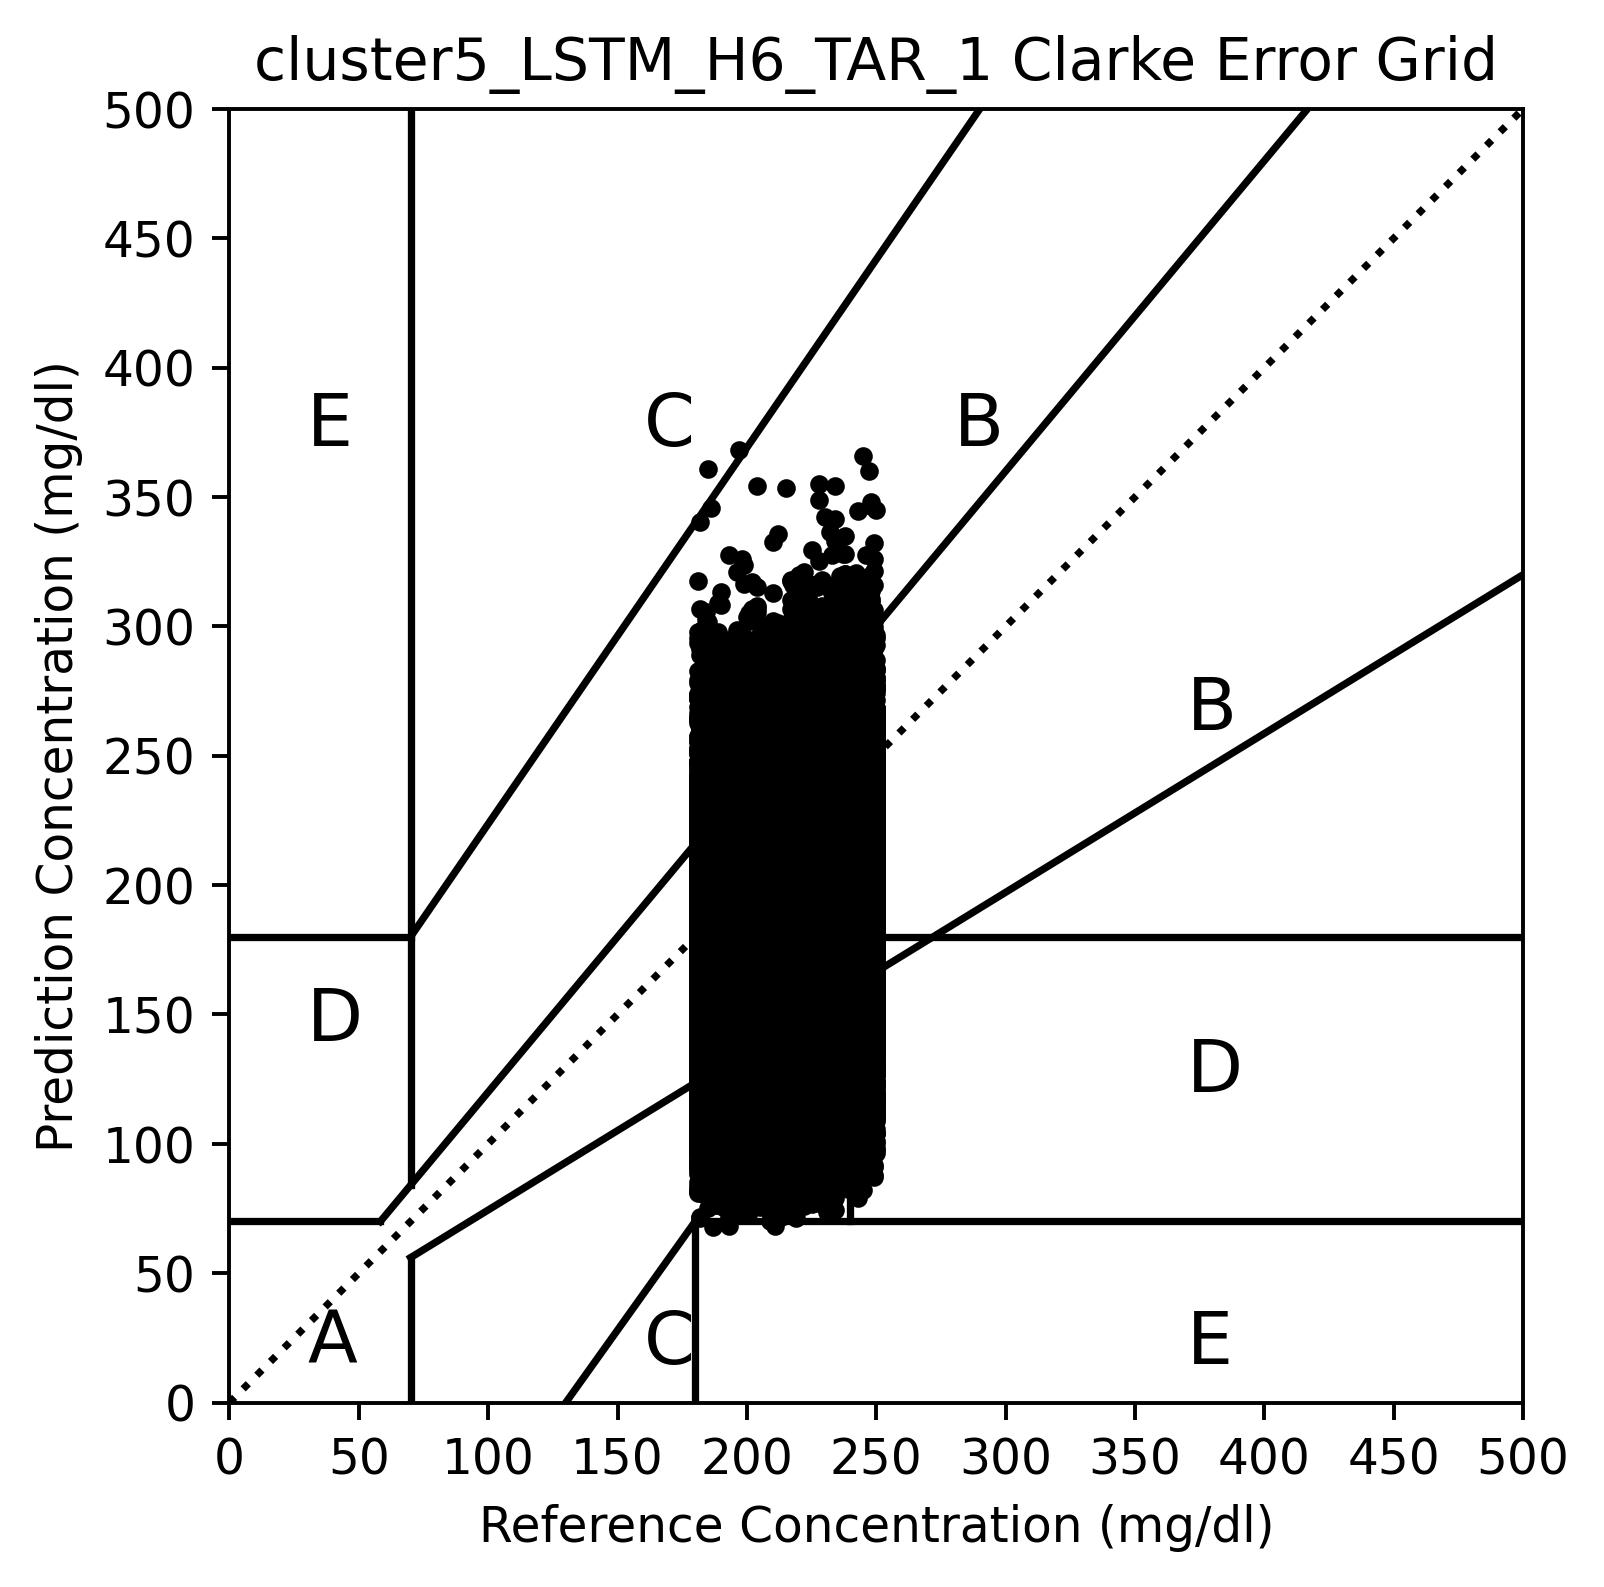 cluster5_LSTM_H6_TAR_1 Clarke Error Grid
500
450
400
350
300
250
200
150
100
50
0
Prediction Concentration (mg/dl)
E
C
B
B
D
D
A
C
E
0 50 100 150 200 250 300 350 400 450 500
Reference Concentration (mg/dl)